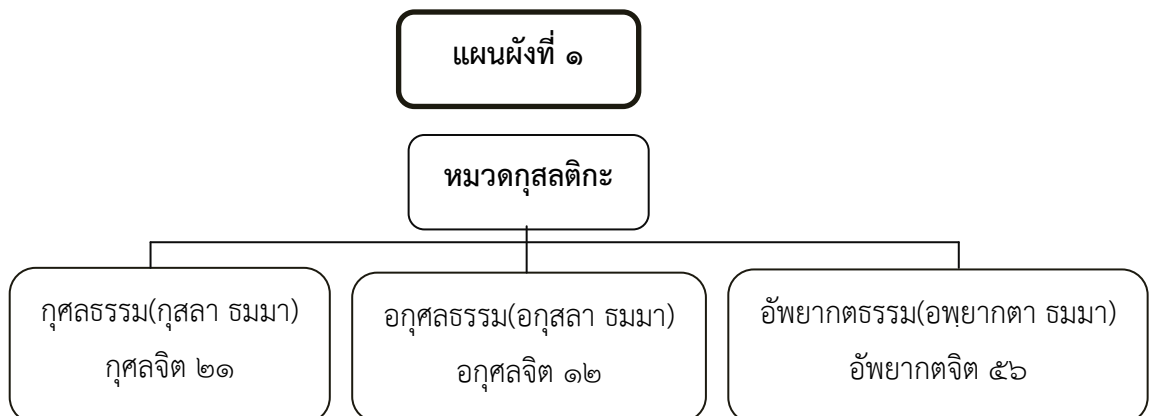 แผนผังที่ ๑
หมวดกุสลติกะ
กุศลธรรม(กุสลา ธมมา)
กุศลจิต ๒๑
อกุศลธรรม(อกุสลา ธมมา)
อกุศลจิต ๑๒
อัพยากตธรรม(อพฺยากตา ธมมา)
อัพยากตจิต ๕๖